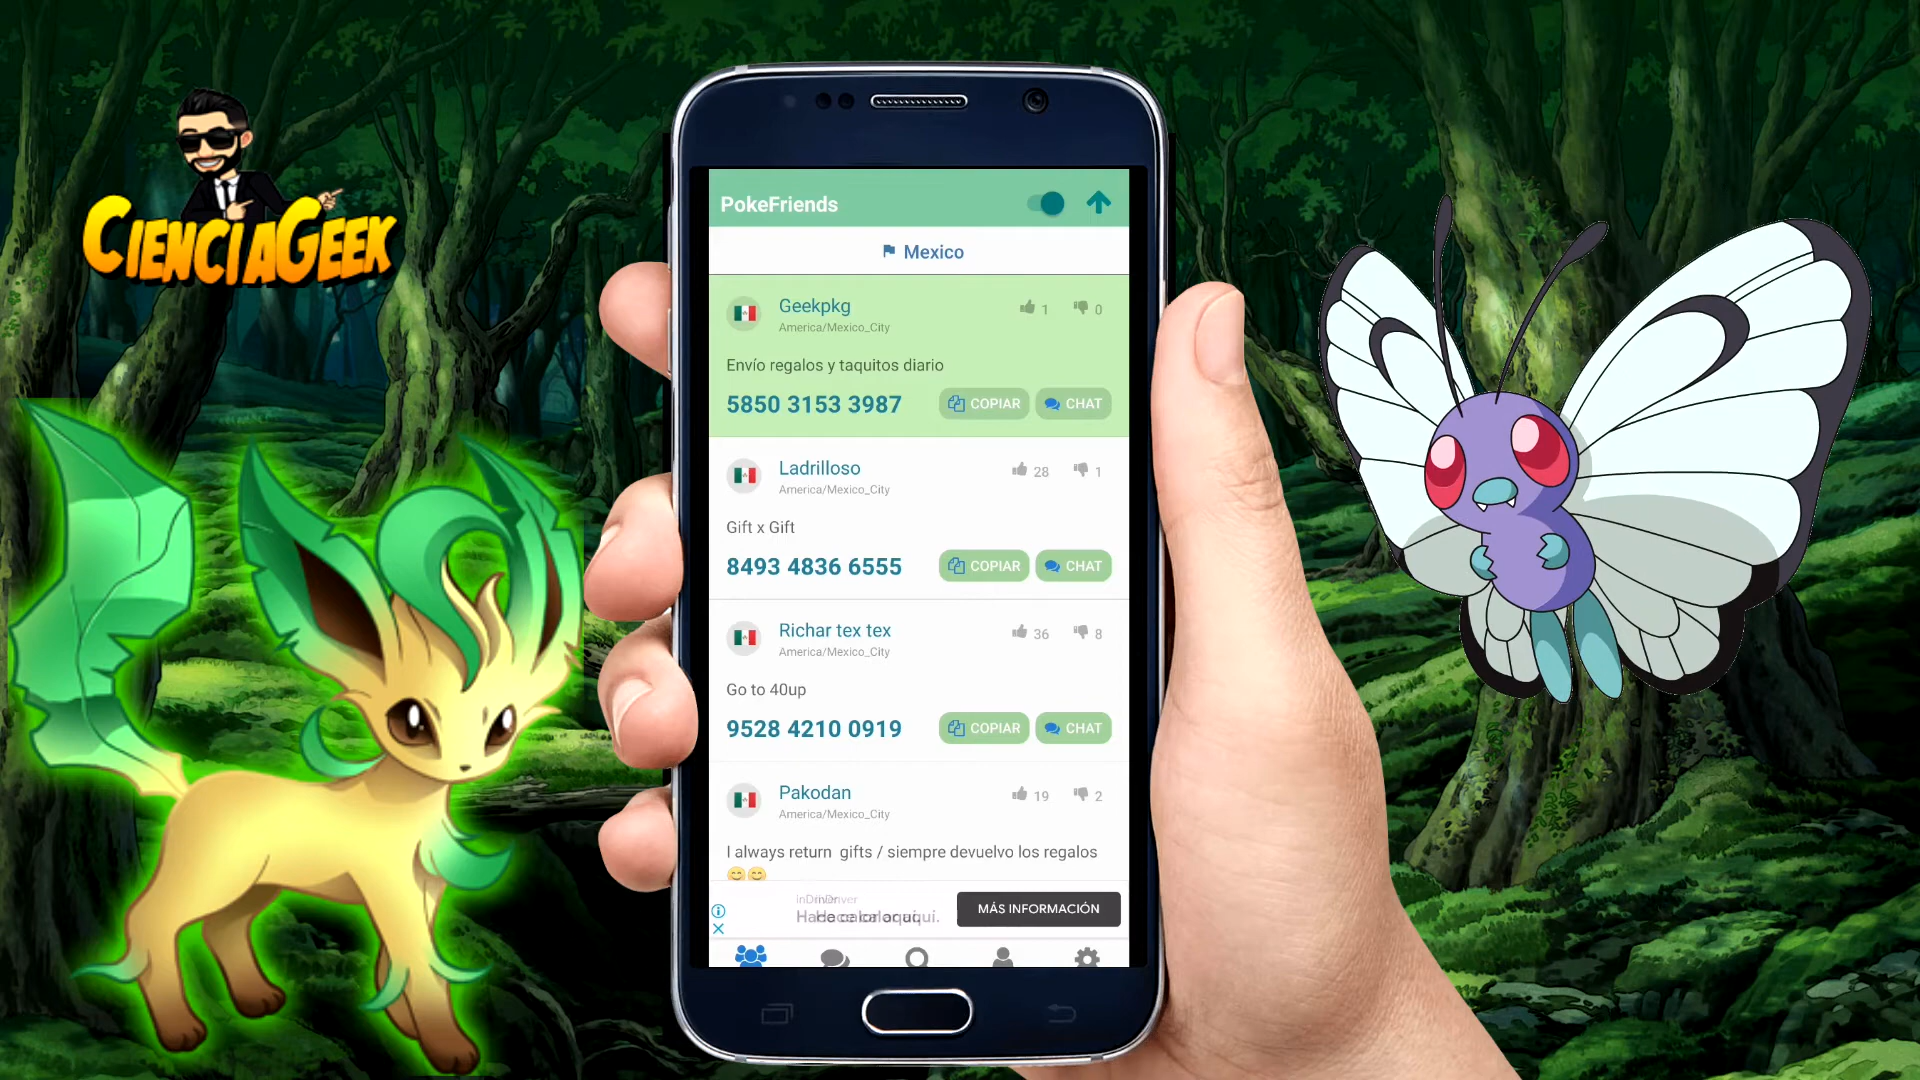 CIENCIAGEEK
PokeFriends
Mexico
Geekpkg 1 0
America/Mexico_City
Envío regalos y taquitos diario
5850 3153 3987 COPIAR CHAT
Ladrilloso 28 1
America/Mexico_City
Gift x Gift
8493 4836 6555 COPIAR CHAT
Richar tex tex 36 8
America/Mexico_City
Go to 40up
9528 4210 0919 COPIAR CHAT
Pakodan 19 2
America/Mexico_City
I always return gifts / siempre devuelvo los regalos
😊😊
inDriver
MÁS INFORMACIÓN